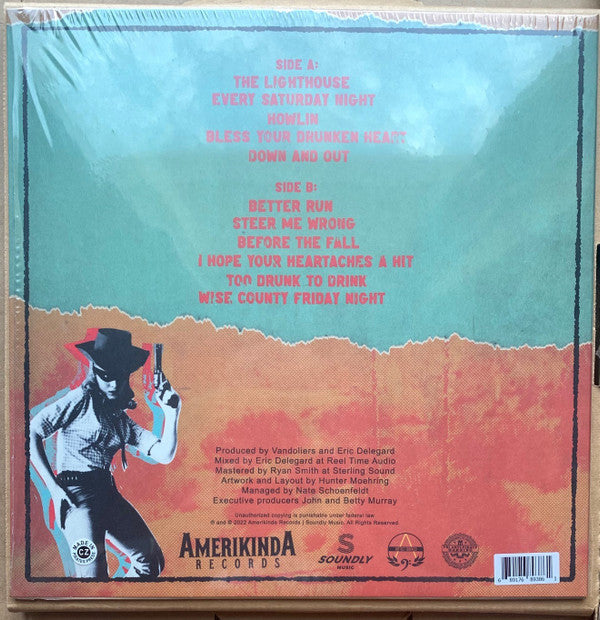 SIDE A:
THE LIGHTHOUSE
EVERY SATURDAY NIGHT
HOWLIN
BLESS YOUR DRUNKEN HEART
DOWN AND OUT
SIDE B:
BETTER RUN
STEER ME WRONG
BEFORE THE FALL
I HOPE YOUR HEARTACHES A HIT
TOO DRUNK TO DRINK
WISE COUNTY FRIDAY NIGHT
Produced by Vandoliers and Eric Delegard
Mixed by Eric Delegard at Reel Time Audio
Mastered by Ryan Smith at Sterling Sound
Artwork and Layout by Hunter Moehring
Managed by Nate Schoenfeldt
Executive producers John and Betty Murray
Unauthorized copying is punishable under federal law
® and © 2022 Amerikinda Records | Soundly Music. All Rights Reserved.
MADE IN
CZ
AMERIKINDA
RECORDS
S
SOUNDLY
MUSIC